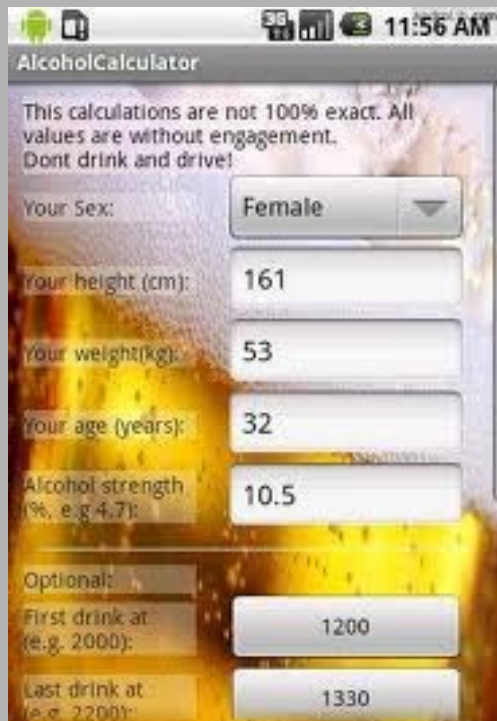 3G 11:56 AM
AlcoholCalculator
This calculations are not 100% exact. All
values are without engagement.
Dont drink and drive!
Your Sex: Female
Your height (cm): 161
Your weight(kg): 53
Your age (years): 32
Alcohol strength
(%, e.g 4.7): 10.5
Optional:
First drink at
(e.g. 2000): 1200
Last drink at
(e.g. 2200): 1330